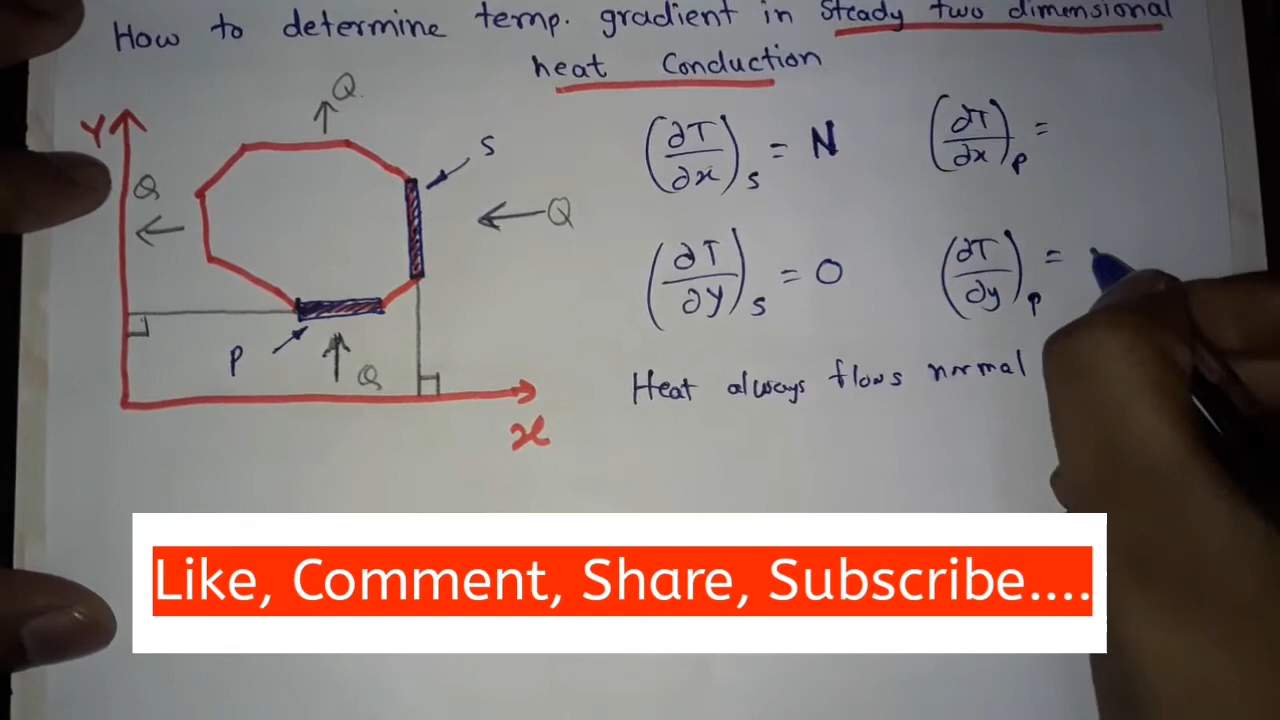 How to determine temp. gradient in Steady two dimensional
heat Conduction
Y
Q
Q
S
Q
P
Q
x
(∂T/∂x)s = N
(∂T/∂x)p =
(∂T/∂y)s = 0
(∂T/∂y)p =
Heat always flows normal
Like, Comment, Share, Subscribe....